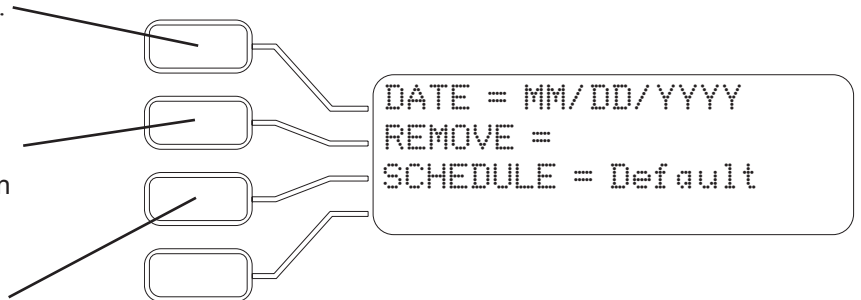 .
DATE = MM/DD/YYYY
REMOVE =
n
SCHEDULE = Default